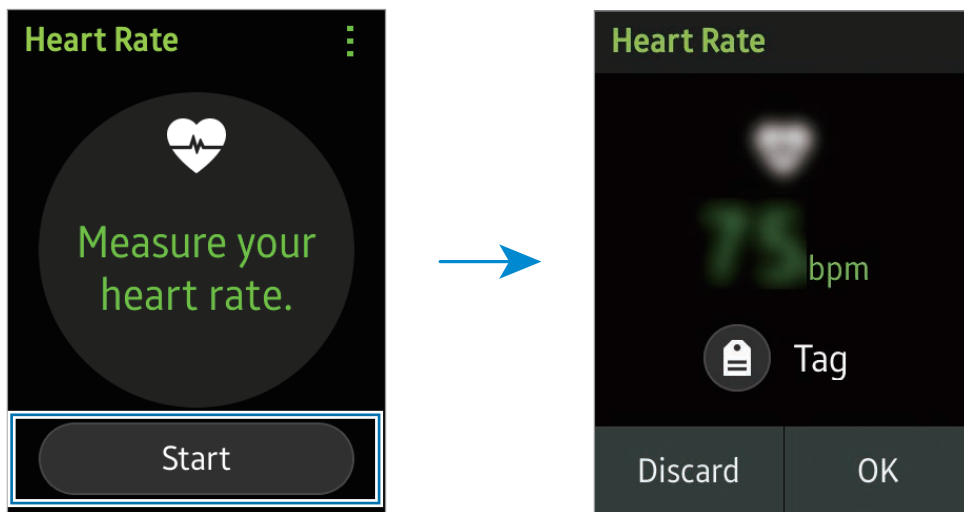 Heart Rate
Measure your
heart rate.
Start
Heart Rate
75 bpm
Tag
Discard
OK